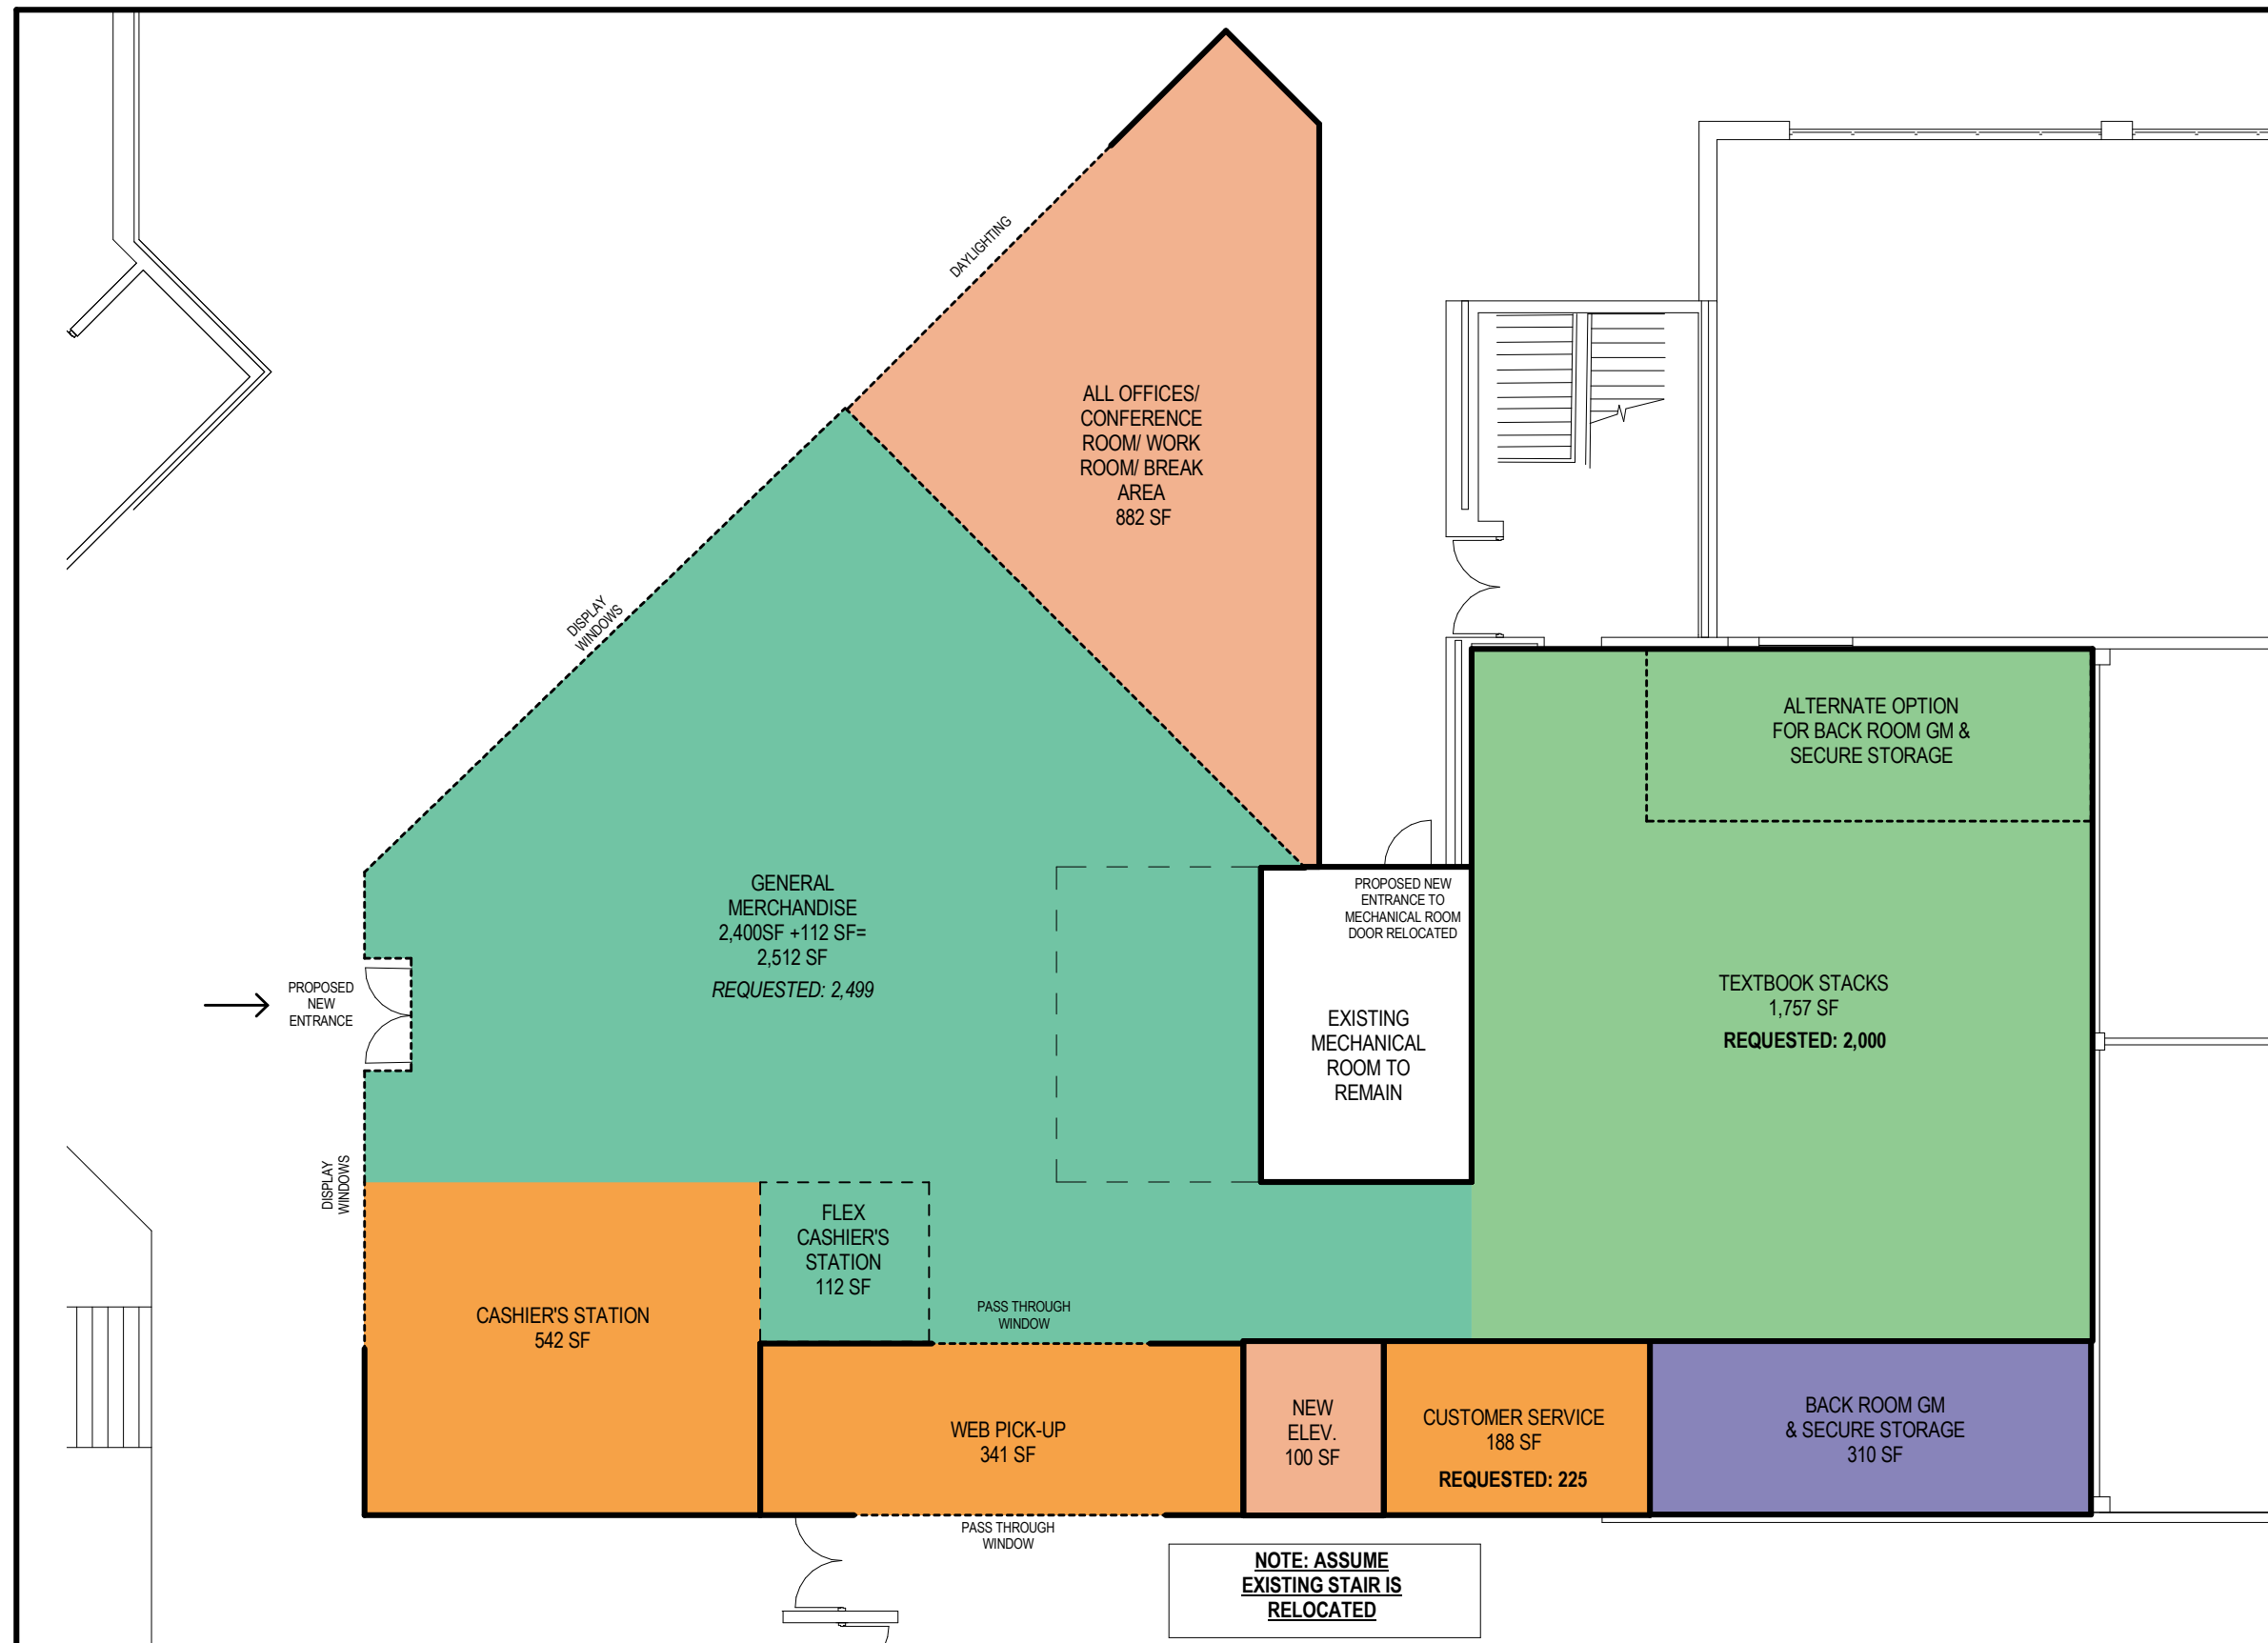 DAYLIGHTING
ALL OFFICES/
CONFERENCE
ROOM/ WORK
ROOM/ BREAK
AREA
882 SF
DISPLAY
WINDOWS
ALTERNATE OPTION
FOR BACK ROOM GM &
SECURE STORAGE
GENERAL
MERCHANDISE
2,400SF +112 SF=
2,512 SF
REQUESTED: 2,499
PROPOSED NEW
ENTRANCE TO
MECHANICAL ROOM
DOOR RELOCATED
PROPOSED
NEW
ENTRANCE
EXISTING
MECHANICAL
ROOM TO
REMAIN
TEXTBOOK STACKS
1,757 SF
REQUESTED: 2,000
DISPLAY
WINDOWS
FLEX
CASHIER'S
STATION
112 SF
CASHIER'S STATION
542 SF
PASS THROUGH
WINDOW
WEB PICK-UP
341 SF
NEW
ELEV.
100 SF
CUSTOMER SERVICE
188 SF
REQUESTED: 225
BACK ROOM GM
& SECURE STORAGE
310 SF
PASS THROUGH
WINDOW
NOTE: ASSUME
EXISTING STAIR IS
RELOCATED